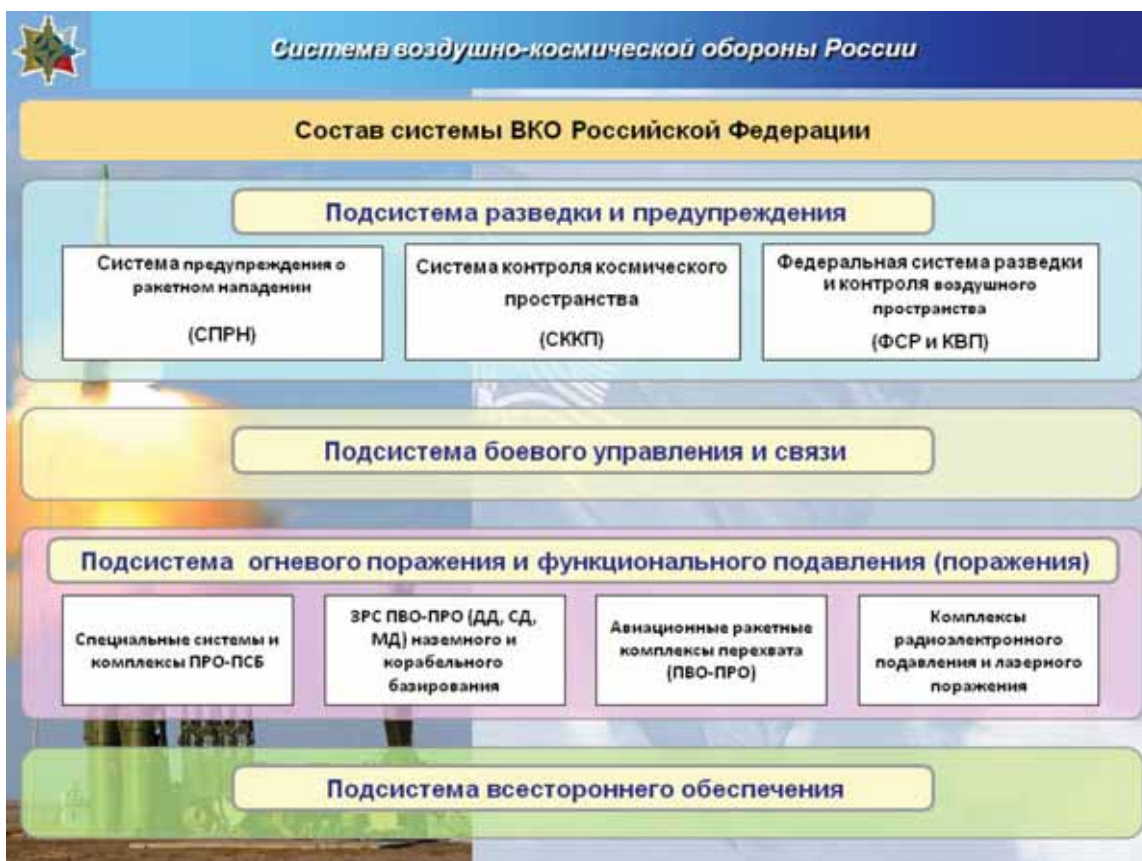 Система воздушно-космической обороны России
Состав системы ВКО Российской Федерации
Подсистема разведки и предупреждения
Система предупреждения о
ракетном нападении
(СПРН)
Система контроля космического
пространства
(СККП)
Федеральная система разведки
и контроля воздушного
пространства
(ФСР и КВП)
Подсистема боевого управления и связи
Подсистема огневого поражения и функционального подавления (поражения)
Специальные системы и
комплексы ПРО-ПСБ
ЗРС ПВО-ПРО (ДД, СД,
МД) наземного и
корабельного
базирования
Авиационные ракетные
комплексы перехвата
(ПВО-ПРО)
Комплексы
радиоэлектронного
подавления и лазерного
поражения
Подсистема всестороннего обеспечения